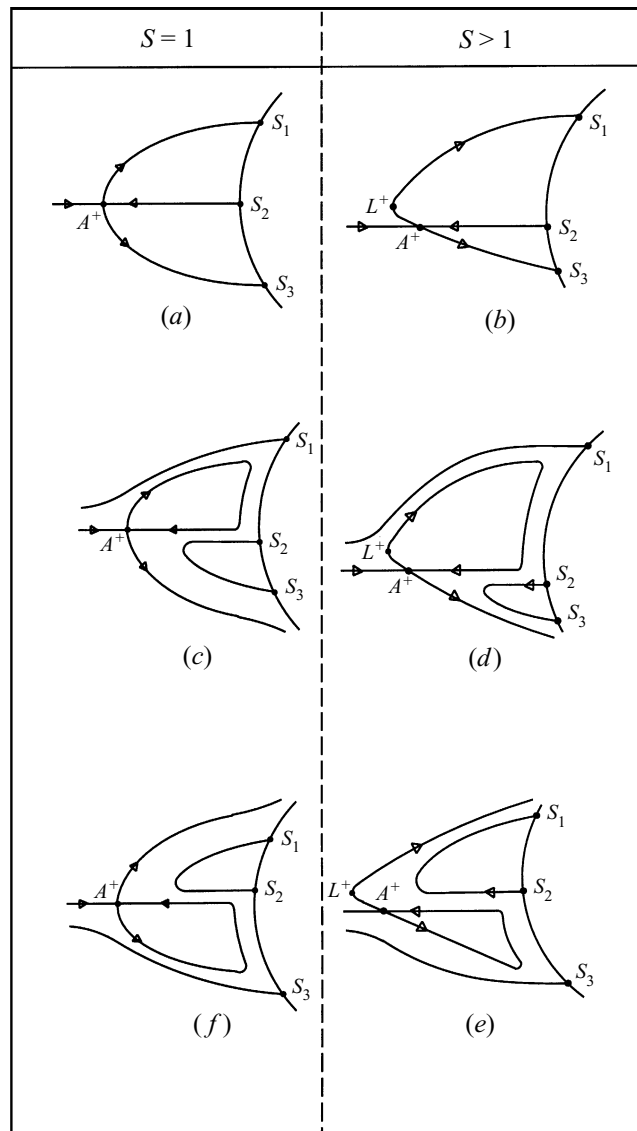 S = 1 S > 1
S₁ S₁
L⁺
A⁺ S₂ A⁺ S₂
S₃ S₃
(a) (b)
S₁ S₁
A⁺ S₂ L⁺
A⁺ S₂
S₃ S₃
(c) (d)
S₁ S₁
A⁺ S₂ L⁺ A⁺ S₂
S₃ S₃
(f) (e)